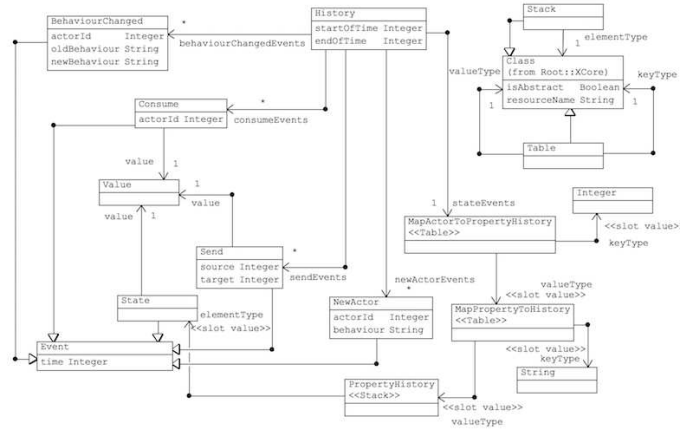 BehaviourChanged
actorId Integer
oldBehaviour String
newBehaviour String
*
behaviourChangedEvents
History
startOfTime Integer
endOfTime Integer
Stack
elementType
1
Class
(from Root::XCore)
isAbstract Boolean
resourceName String
valueType
1
keyType
1
Table
Consume
actorId Integer
*
consumeEvents
value
1
Value
value
1
1
value
Send
source Integer
target Integer
*
sendEvents
1
stateEvents
MapActorToPropertyHistory
<<Table>>
Integer
<<slot value>>
keyType
newActorEvents
*
NewActor
actorId Integer
behaviour String
State
elementType
<<slot value>>
Event
time Integer
valueType
<<slot value>>
MapPropertyToHistory
<<Table>>
<<slot value>>
keyType
String
PropertyHistory
<<Stack>>
<<slot value>>
valueType